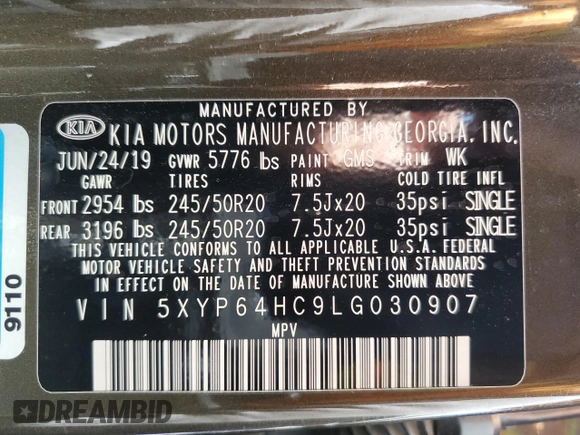 MANUFACTURED BY
KIA KIA MOTORS MANUFACTURING GEORGIA, INC.
JUN/24/19 GVWR 5776 lbs PAINT GMS TRIM WK
GAWR TIRES RIMS COLD TIRE INFL
FRONT 2954 lbs 245/50R20 7.5Jx20 35psi SINGLE
REAR 3196 lbs 245/50R20 7.5Jx20 35psi SINGLE
THIS VEHICLE CONFORMS TO ALL APPLICABLE U.S.A. FEDERAL
MOTOR VEHICLE SAFETY AND THEFT PREVENTION STANDARDS
IN EFFECT ON THE DATE OF MANUFACTURE SHOWN ABOVE
VIN 5XYP64HC9LG030907
MPV
9110
DREAMBID